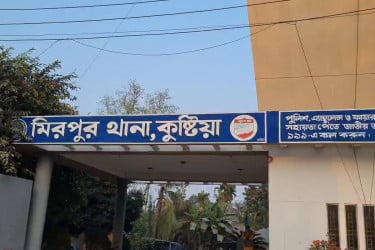 মিরপুর থানা, কুষ্টিয়া
পুলিশ, এ্যাম্বুলেন্স ও ফায়ার
সহায়তা পেতে জাতীয়
৯৯৯-এ কল করুন।